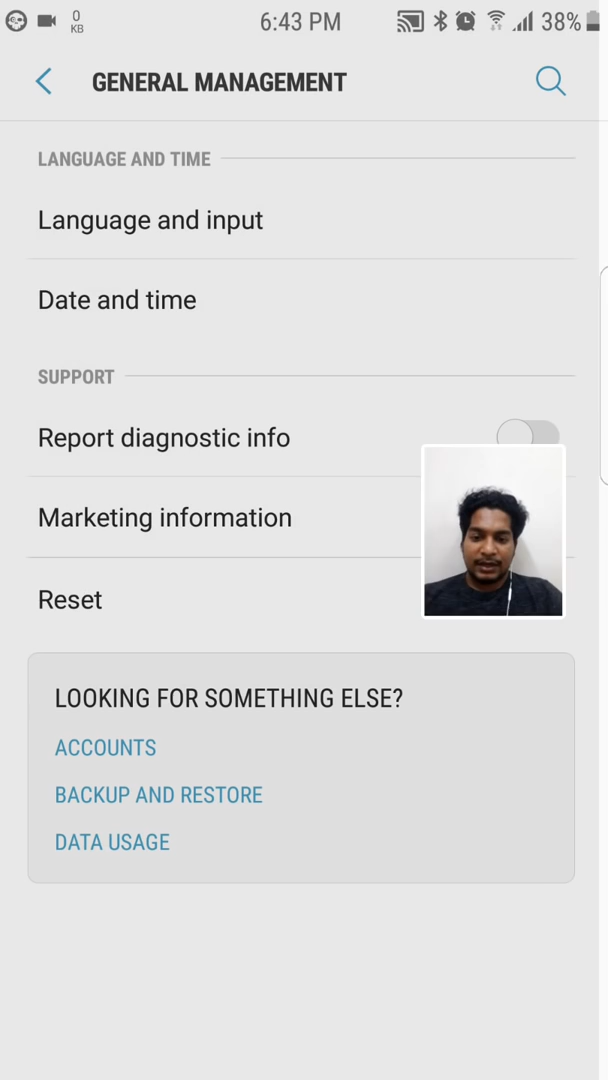 0
KB
6:43 PM
38%
GENERAL MANAGEMENT
LANGUAGE AND TIME
Language and input
Date and time
SUPPORT
Report diagnostic info
Marketing information
Reset
LOOKING FOR SOMETHING ELSE?
ACCOUNTS
BACKUP AND RESTORE
DATA USAGE